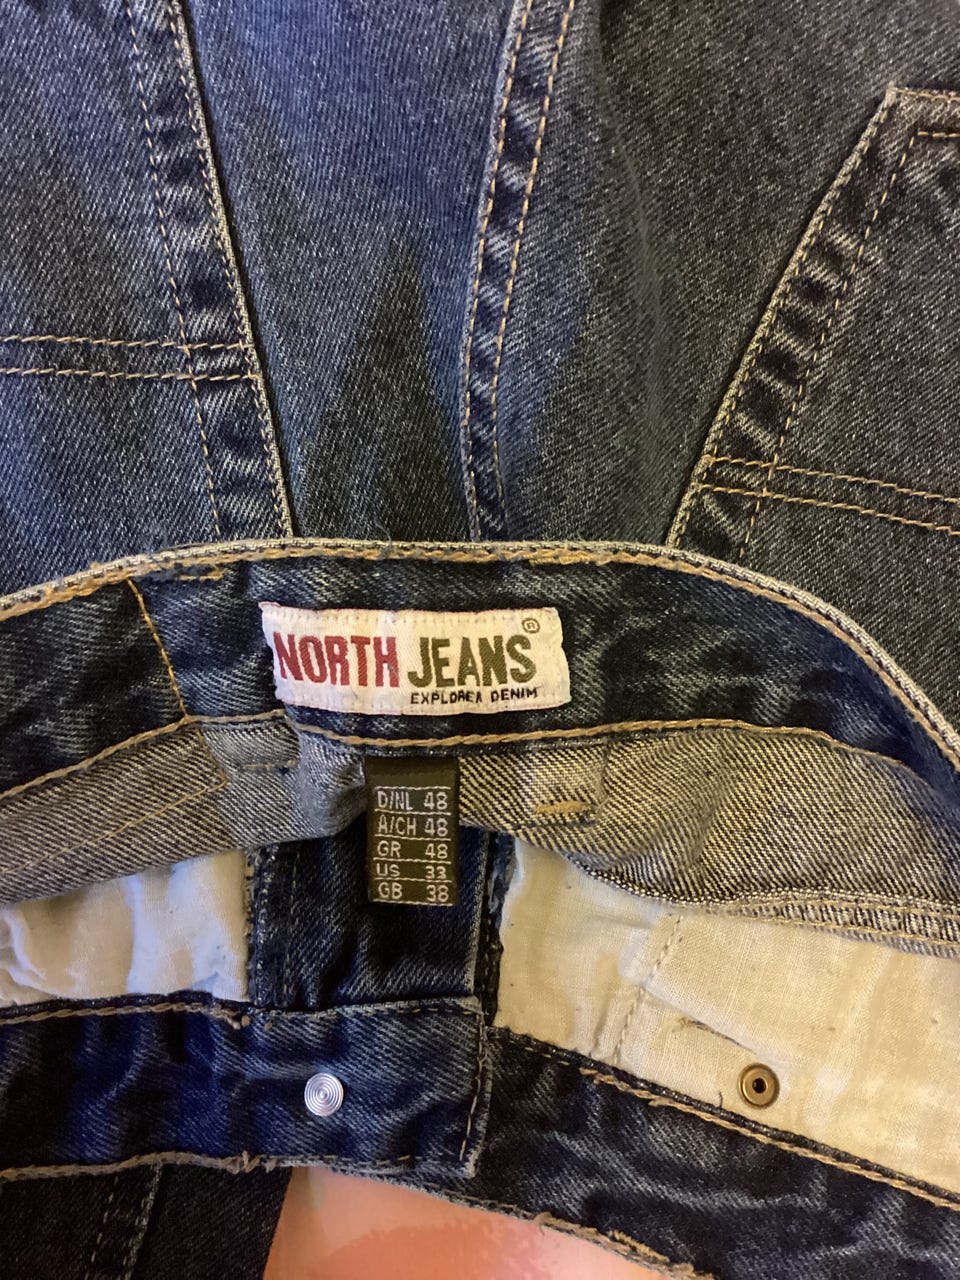 NORTH JEANS®
EXPLORER DENIM
D/NL 48
A/CH 48
GR 48
US 33
GB 38